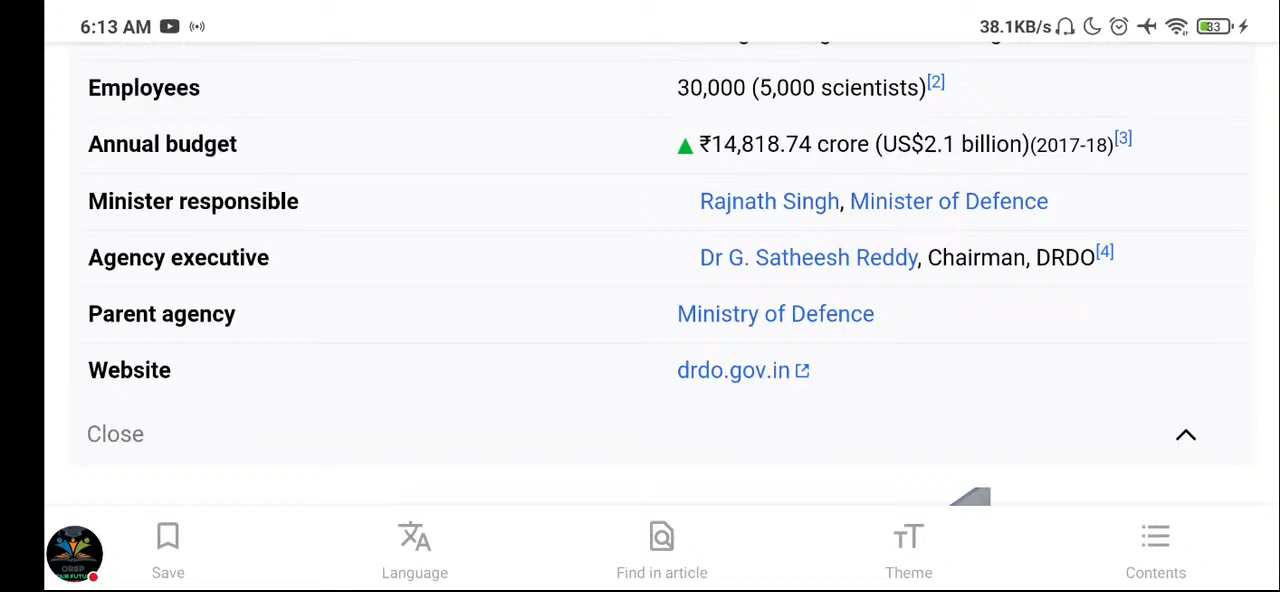 6:13 AM 38.1KB/s 83
Employees 30,000 (5,000 scientists)[2]
Annual budget ▲ ₹14,818.74 crore (US$2.1 billion)(2017-18)[3]
Minister responsible Rajnath Singh, Minister of Defence
Agency executive Dr G. Satheesh Reddy, Chairman, DRDO[4]
Parent agency Ministry of Defence
Website drdo.gov.in
Close
Save Language Find in article Theme Contents